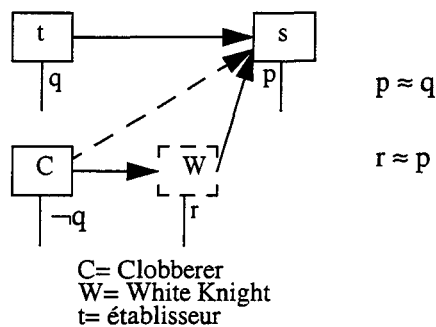 t
s
q
p
p ≈ q
C
W
r ≈ p
¬q
r
C= Clobberer
W= White Knight
t= établisseur